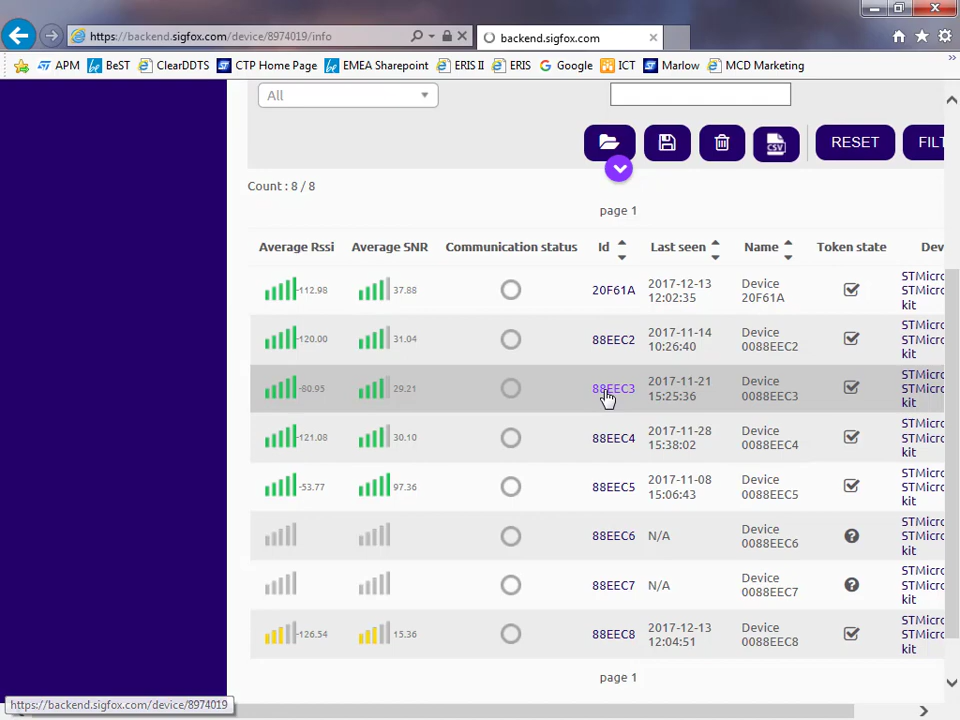 https://backend.sigfox.com/device/8974019/info
backend.sigfox.com
APM BeST ClearDDTS CTP Home Page EMEA Sharepoint ERIS II ERIS Google ICT Marlow MCD Marketing
All
CSV RESET FILT
Count : 8 / 8
page 1
Average Rssi Average SNR Communication status Id Last seen Name Token state Dev
-112.98 37.88 20F61A 2017-12-13 12:02:35 Device 20F61A STMicro STMicro kit
-120.00 31.04 88EEC2 2017-11-14 10:26:40 Device 0088EEC2 STMicro STMicro kit
-80.95 29.21 88EEC3 2017-11-21 15:25:36 Device 0088EEC3 STMicro STMicro kit
-121.08 30.10 88EEC4 2017-11-28 15:38:02 Device 0088EEC4 STMicro STMicro kit
-53.77 97.36 88EEC5 2017-11-08 15:06:43 Device 0088EEC5 STMicro STMicro kit
88EEC6 N/A Device 0088EEC6 STMicro STMicro kit
88EEC7 N/A Device 0088EEC7 STMicro STMicro kit
-126.54 15.36 88EEC8 2017-12-13 12:04:51 Device 0088EEC8 STMicro STMicro kit
page 1
https://backend.sigfox.com/device/8974019